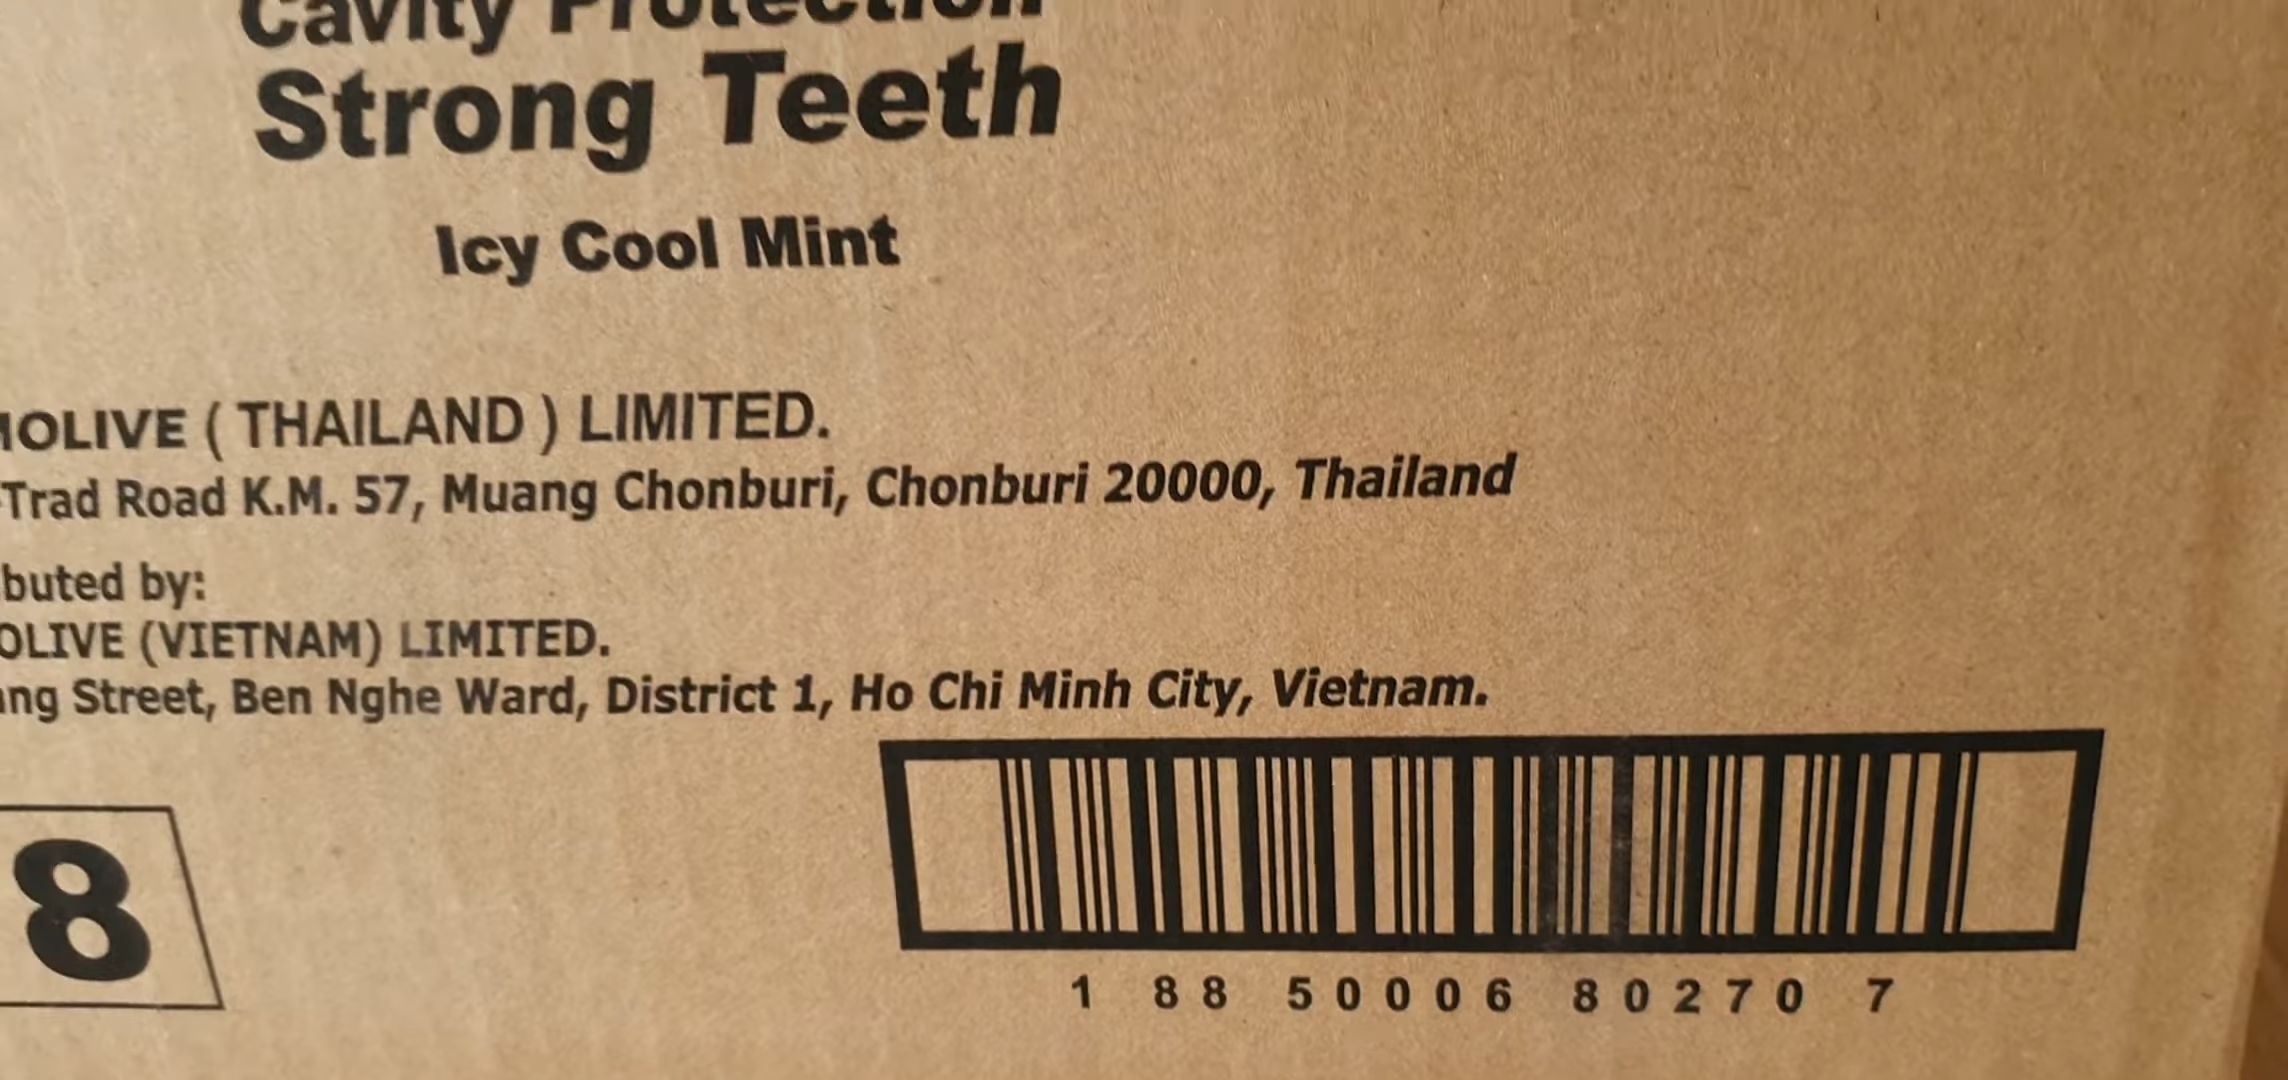 Cavity Protection
Strong Teeth
Icy Cool Mint
OLIVE ( THAILAND ) LIMITED.
Trad Road K.M. 57, Muang Chonburi, Chonburi 20000, Thailand
buted by:
OLIVE (VIETNAM) LIMITED.
ng Street, Ben Nghe Ward, District 1, Ho Chi Minh City, Vietnam.
8
1 88 50006 80270 7